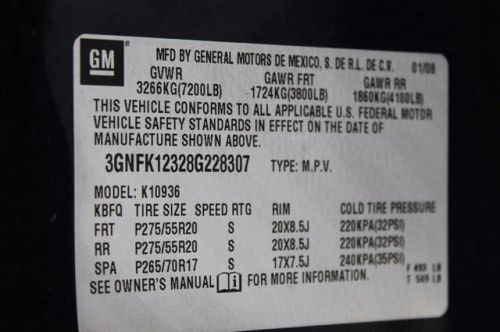 GM MFD BY GENERAL MOTORS DE MEXICO, S. DE R.L. DE C.V. 01/08
GVWR GAWR FRT GAWR RR
3266KG(7200LB) 1724KG(3800LB) 1860KG(4100LB)
THIS VEHICLE CONFORMS TO ALL APPLICABLE U.S. FEDERAL MOTOR
VEHICLE SAFETY STANDARDS IN EFFECT ON THE DATE OF
MANUFACTURE SHOWN ABOVE.
3GNFK12328G228307 TYPE: M.P.V.
MODEL: K10936
KBFQ TIRE SIZE SPEED RTG RIM COLD TIRE PRESSURE
FRT P275/55R20 S 20X8.5J 220KPA(32PSI)
RR P275/55R20 S 20X8.5J 220KPA(32PSI)
SPA P265/70R17 S 17X7.5J 240KPA(35PSI)
SEE OWNER'S MANUAL i FOR MORE INFORMATION.
F 493 LB
T 569 LB